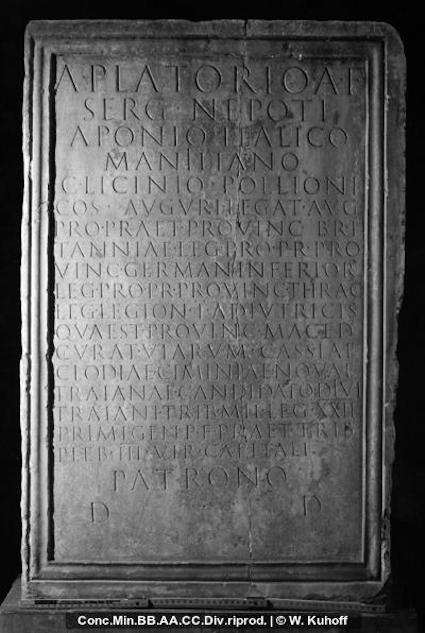 A·PLATORIO·A·F
SERG·NEPOTI
APONIO·ITALICO
MANILIANO
C·LICINIO·POLLIONI
COS·AVGVRI·LEGAT·AVG
PRO·PRAET·PROVINC·BRI
TANNIAE·LEG·PRO·PR·PRO
VINC·GERMAN·INFERIOR
LEG·PRO·PR·PROVINC·THRAC
LEG·LEGION·I·ADIVTRICIS
QVAEST·PROVINC·MACED
CVRAT·VIARVM·CASSIAE
CLODIAE·CIMINIAE·NOVAE
TRAIANAE·CANDIDATO·DIVI
TRAIANI·TRIB·MIL·LEG·XXII
PRIMIGEN·P·F·PRAET·TRIB
PLEB·III·VIR·CAPITALI
PATRONO
D D
Conc.Min.BB.AA.CC.Div.riprod. | © W. Kuhoff